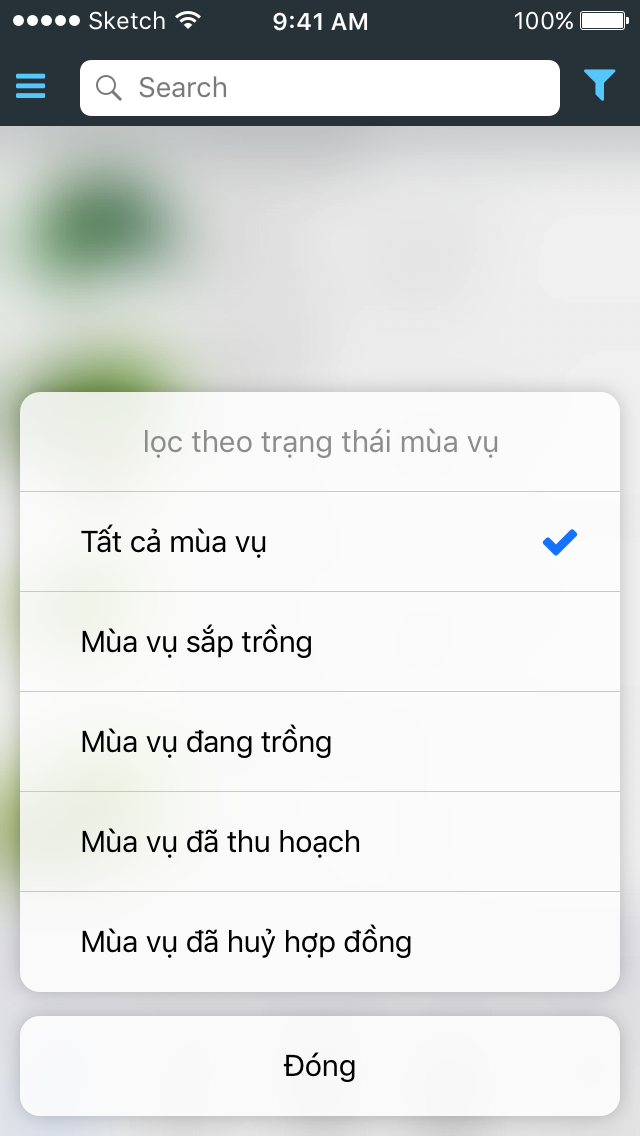 Sketch 9:41 AM 100%
Search
lọc theo trạng thái mùa vụ
Tất cả mùa vụ
Mùa vụ sắp trồng
Mùa vụ đang trồng
Mùa vụ đã thu hoạch
Mùa vụ đã huỷ hợp đồng
Đóng